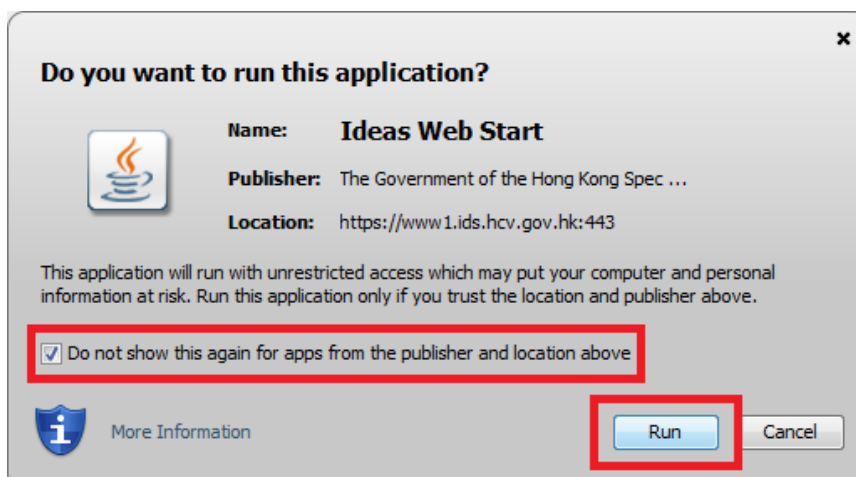 Do you want to run this application?
Name: Ideas Web Start
Publisher: The Government of the Hong Kong Spec ...
Location: https://www1.ids.hcv.gov.hk:443
This application will run with unrestricted access which may put your computer and personal
information at risk. Run this application only if you trust the location and publisher above.
Do not show this again for apps from the publisher and location above
More Information
Run
Cancel